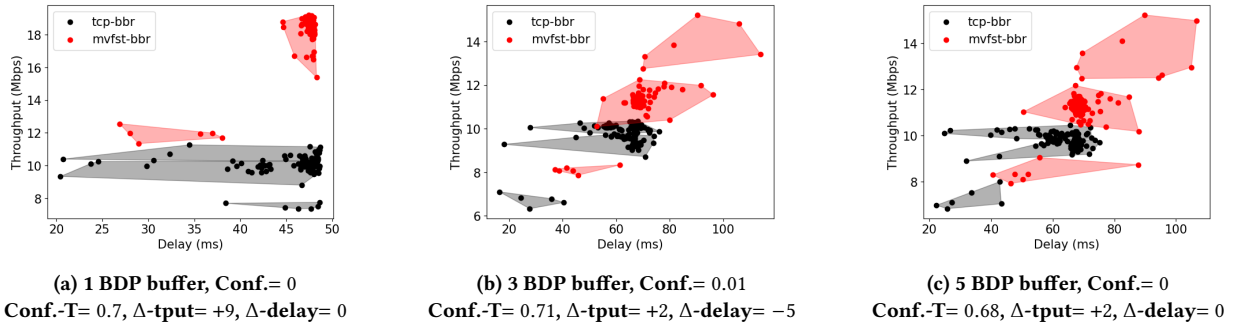 tcp-bbr
mvfst-bbr
Throughput (Mbps)
18
16
14
12
10
8
20 25 30 35 40 45 50
Delay (ms)
(a) 1 BDP buffer, Conf.= 0
Conf.-T= 0.7, Δ-tput= +9, Δ-delay= 0
tcp-bbr
mvfst-bbr
Throughput (Mbps)
14
12
10
8
6
20 40 60 80 100
Delay (ms)
(b) 3 BDP buffer, Conf.= 0.01
Conf.-T= 0.71, Δ-tput= +2, Δ-delay= −5
tcp-bbr
mvfst-bbr
Throughput (Mbps)
14
12
10
8
20 40 60 80 100
Delay (ms)
(c) 5 BDP buffer, Conf.= 0
Conf.-T= 0.68, Δ-tput= +2, Δ-delay= 0